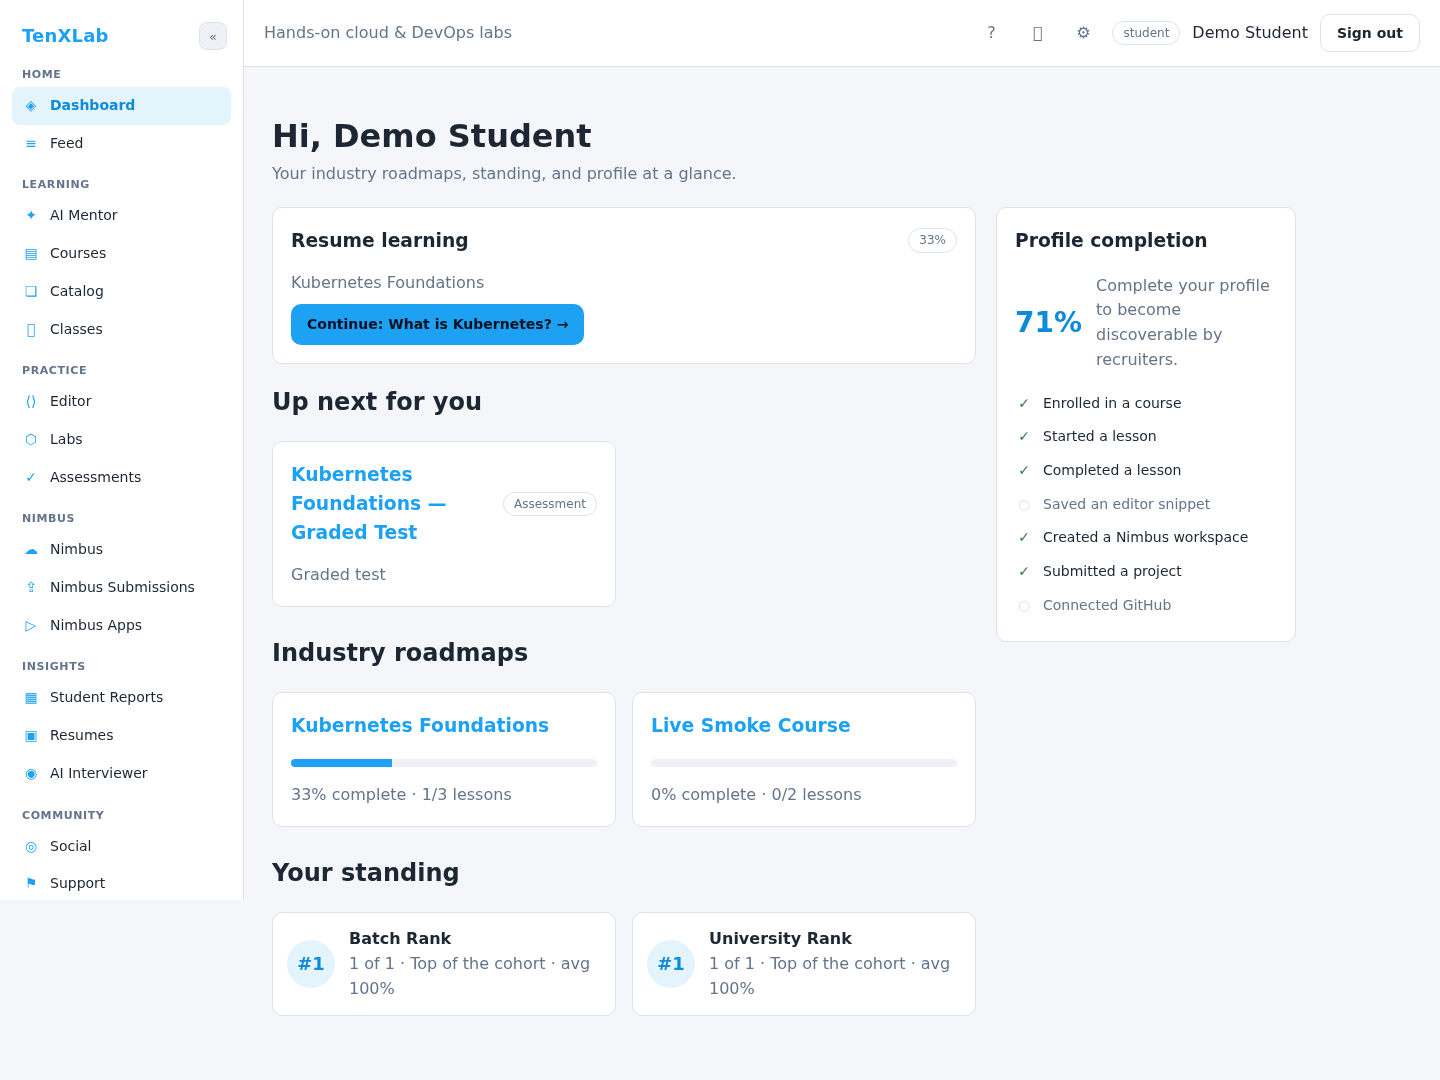 TenXLab
«
HOME
Dashboard
Feed
LEARNING
AI Mentor
Courses
Catalog
Classes
PRACTICE
Editor
Labs
Assessments
NIMBUS
Nimbus
Nimbus Submissions
Nimbus Apps
INSIGHTS
Student Reports
Resumes
AI Interviewer
COMMUNITY
Social
Support
Hands-on cloud & DevOps labs
?
student
Demo Student
Sign out
Hi, Demo Student
Your industry roadmaps, standing, and profile at a glance.
Resume learning
33%
Kubernetes Foundations
Continue: What is Kubernetes? →
Up next for you
Kubernetes
Foundations —
Graded Test
Assessment
Graded test
Industry roadmaps
Kubernetes Foundations
33% complete · 1/3 lessons
Live Smoke Course
0% complete · 0/2 lessons
Your standing
#1
Batch Rank
1 of 1 · Top of the cohort · avg
100%
#1
University Rank
1 of 1 · Top of the cohort · avg
100%
Profile completion
71%
Complete your profile
to become
discoverable by
recruiters.
✓ Enrolled in a course
✓ Started a lesson
✓ Completed a lesson
○ Saved an editor snippet
✓ Created a Nimbus workspace
✓ Submitted a project
○ Connected GitHub